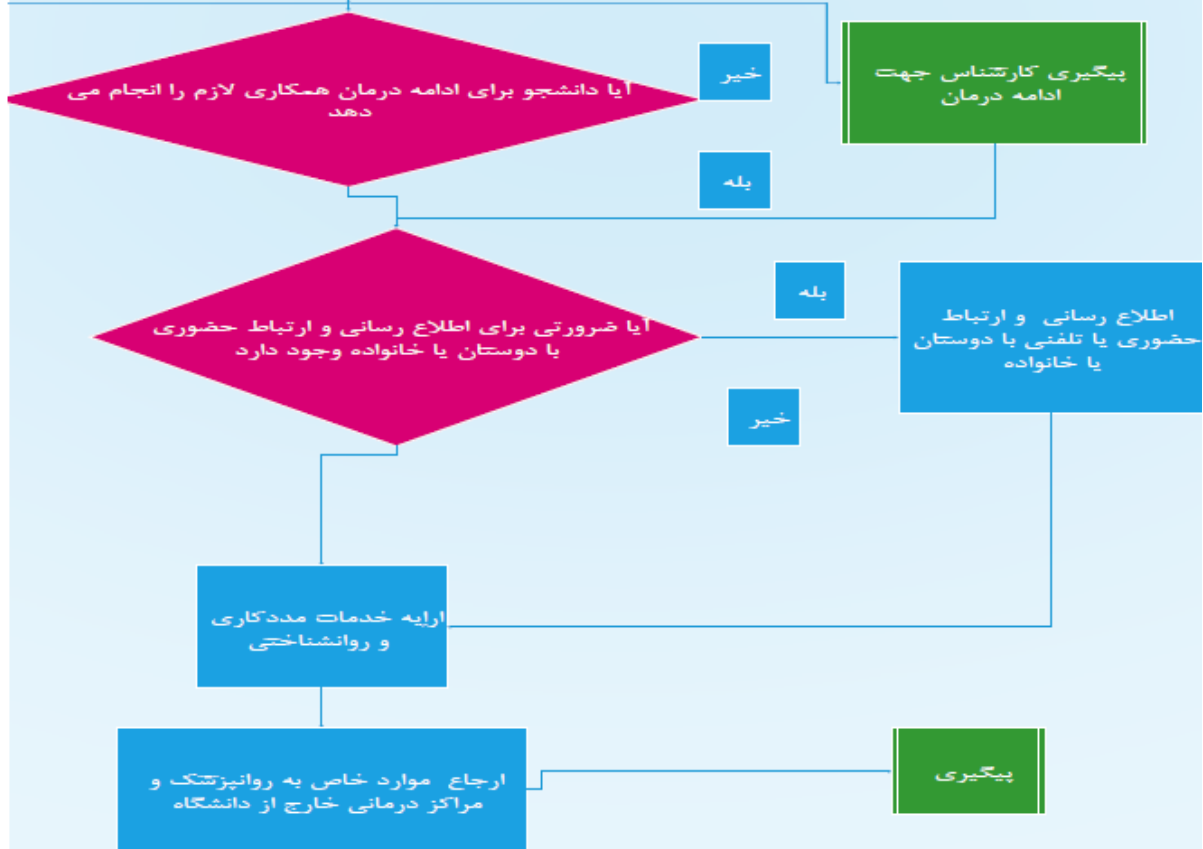 آیا دانشجو برای ادامه درمان همکاری لازم را انجام می
دهد
خیر
پیگیری کارشناس جهت
ادامه درمان
بله
آیا ضرورتی برای اطلاع رسانی و ارتباط حضوری
با دوستان یا خانواده وجود دارد
بله
اطلاع رسانی و ارتباط
حضوری یا تلفنی با دوستان
یا خانواده
خیر
ارایه خدمات مددکاری
و روانشناختی
ارجاع موارد خاص به روانپزشک و
مراکز درمانی خارج از دانشگاه
پیگیری